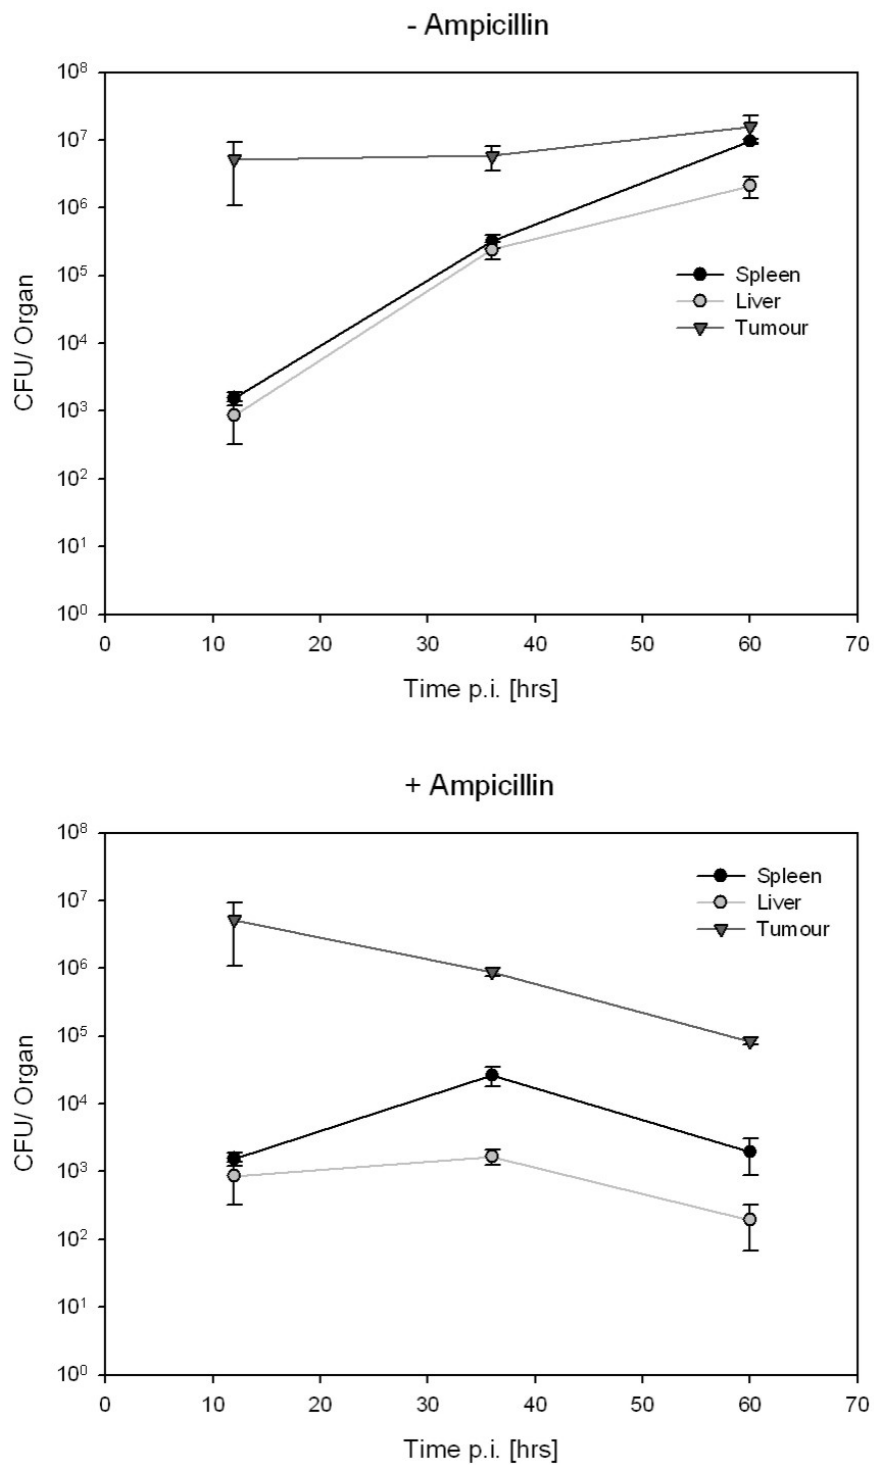 - Ampicillin
10⁸
10⁷
10⁶
10⁵
10⁴
10³
10²
10¹
10⁰
CFU/ Organ
Spleen
Liver
Tumour
0 10 20 30 40 50 60 70
Time p.i. [hrs]
+ Ampicillin
10⁸
10⁷
10⁶
10⁵
10⁴
10³
10²
10¹
10⁰
CFU/ Organ
Spleen
Liver
Tumour
0 10 20 30 40 50 60 70
Time p.i. [hrs]